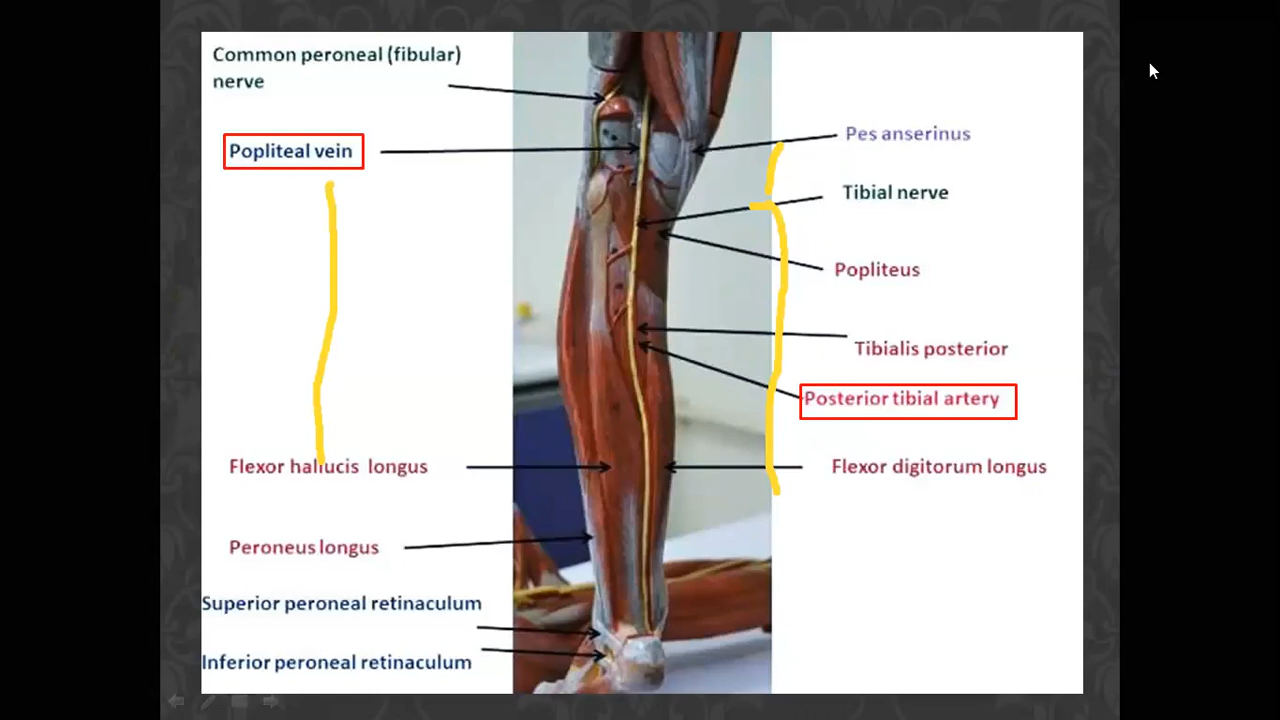 Common peroneal (fibular)
nerve
Popliteal vein
Flexor hallucis longus
Peroneus longus
Superior peroneal retinaculum
Inferior peroneal retinaculum
Pes anserinus
Tibial nerve
Popliteus
Tibialis posterior
Posterior tibial artery
Flexor digitorum longus